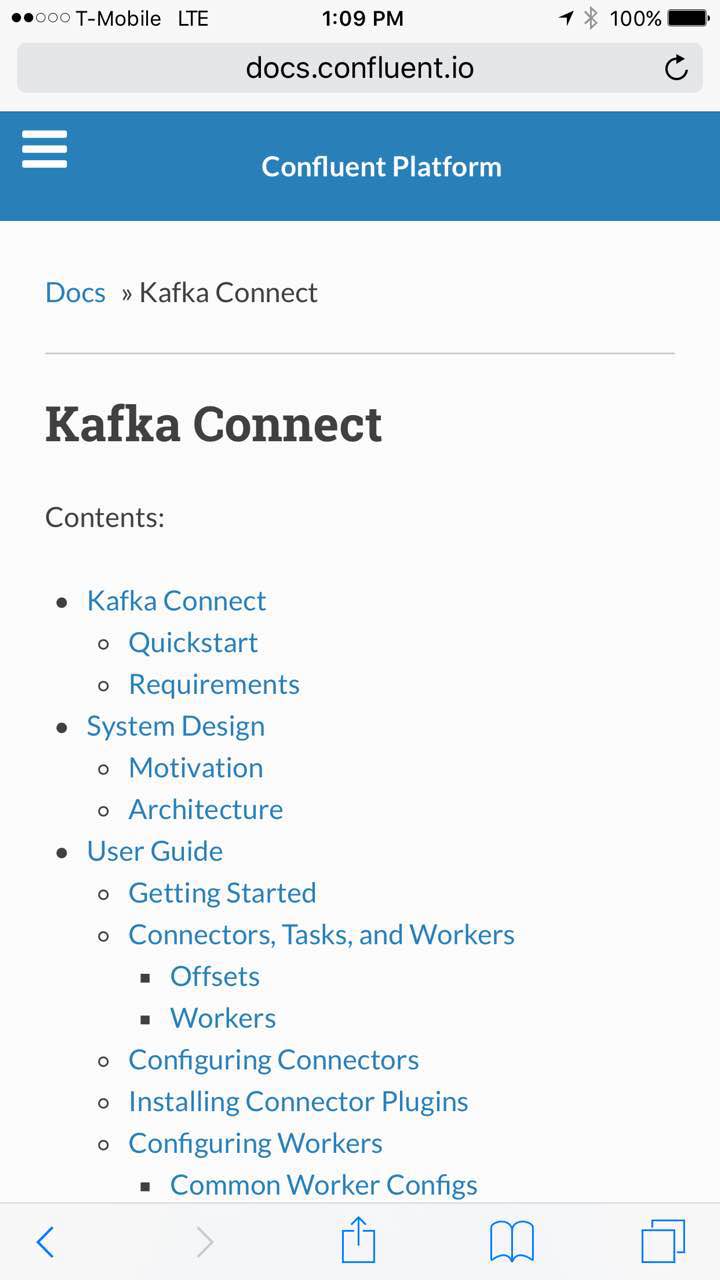 T-Mobile LTE 1:09 PM 100%
docs.confluent.io
Confluent Platform
Docs » Kafka Connect
Kafka Connect
Contents:
Kafka Connect
Quickstart
Requirements
System Design
Motivation
Architecture
User Guide
Getting Started
Connectors, Tasks, and Workers
Offsets
Workers
Configuring Connectors
Installing Connector Plugins
Configuring Workers
Common Worker Configs